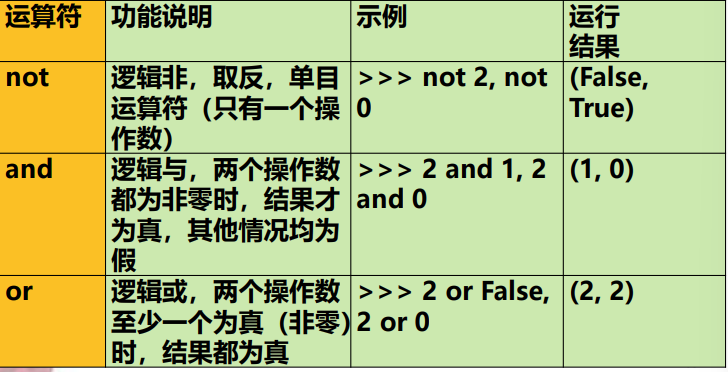 运算符
功能说明
示例
运行
结果
not
逻辑非，取反，单目
运算符（只有一个操
作数）
>>> not 2, not
0
(False,
True)
and
逻辑与，两个操作数
都为非零时，结果才
为真，其他情况均为
假
>>> 2 and 1, 2
and 0
(1, 0)
or
逻辑或，两个操作数
至少一个为真（非零）
时，结果都为真
>>> 2 or False,
2 or 0
(2, 2)